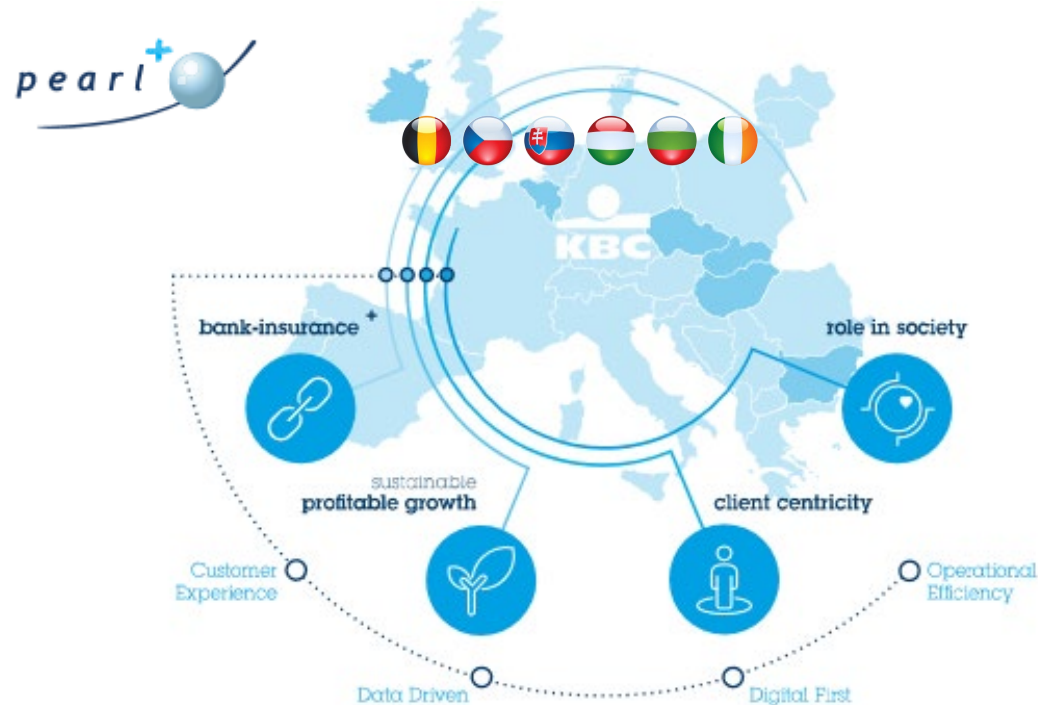 pearl+
KBC
bank-insurance +
role in society
sustainable
profitable growth
client centricity
Customer
Experience
Operational
Efficiency
Data Driven
Digital First